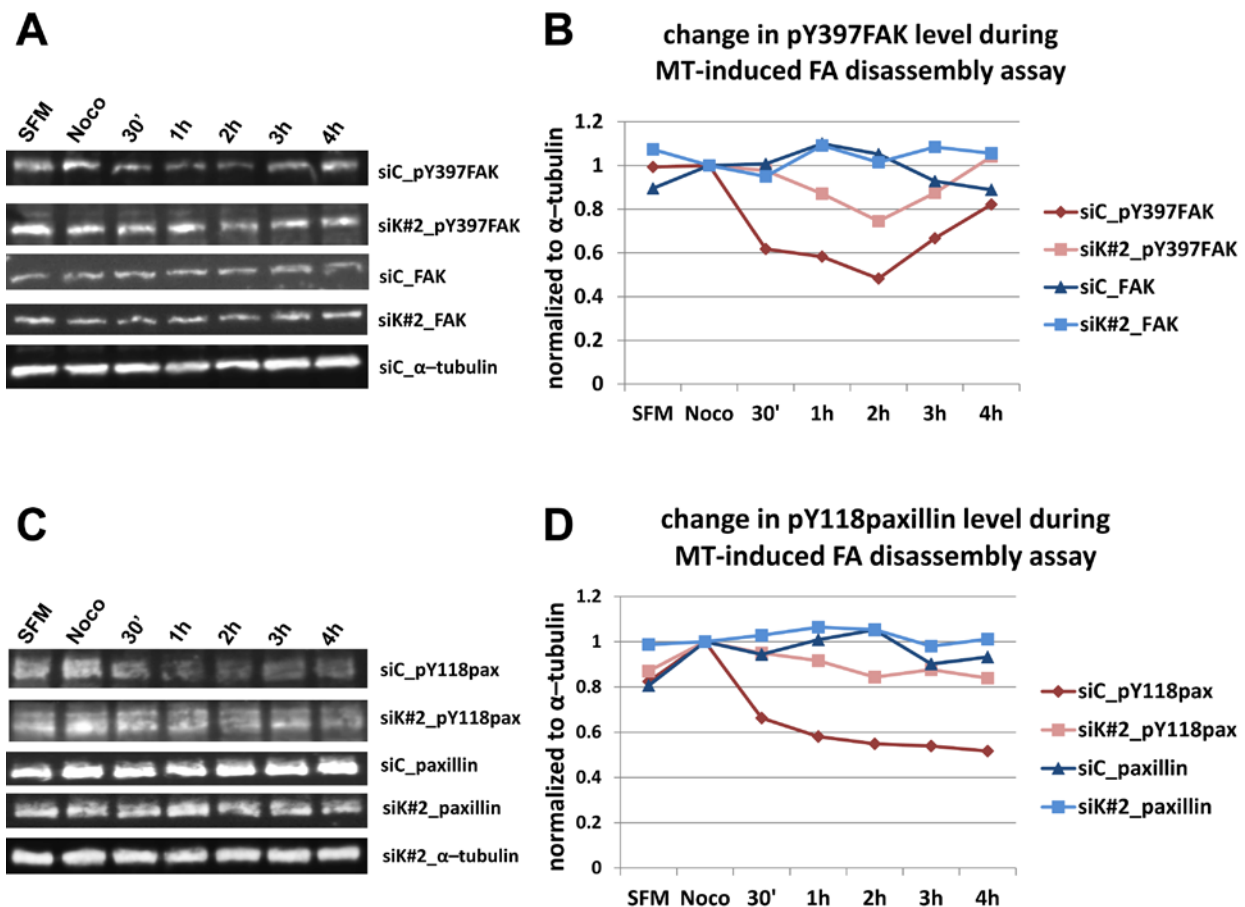 A
SFM Noco 30' 1h 2h 3h 4h
siC_pY397FAK
siK#2_pY397FAK
siC_FAK
siK#2_FAK
siC_α–tubulin
B
change in pY397FAK level during
MT-induced FA disassembly assay
normalized to α–tubulin
1.2
1
0.8
0.6
0.4
0.2
0
SFM Noco 30' 1h 2h 3h 4h
siC_pY397FAK
siK#2_pY397FAK
siC_FAK
siK#2_FAK
C
SFM Noco 30' 1h 2h 3h 4h
siC_pY118pax
siK#2_pY118pax
siC_paxillin
siK#2_paxillin
siK#2_α–tubulin
D
change in pY118paxillin level during
MT-induced FA disassembly assay
normalized to α–tubulin
1.2
1
0.8
0.6
0.4
0.2
0
SFM Noco 30' 1h 2h 3h 4h
siC_pY118pax
siK#2_pY118pax
siC_paxillin
siK#2_paxillin